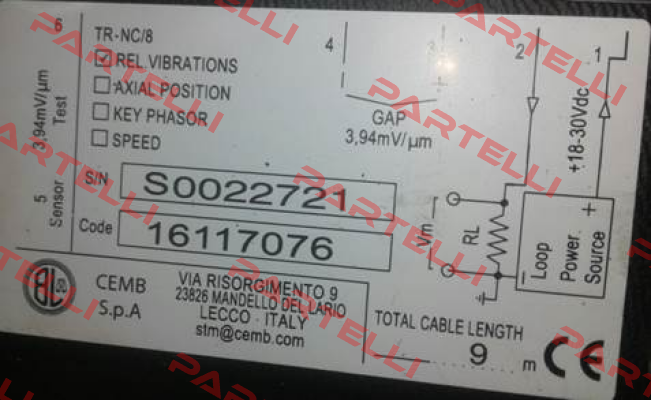 TR-NC/8
REL. VIBRATIONS
AXIAL POSITION
KEY PHASOR
SPEED
S/N S0022721
Code 16117076
6
3,94mV/µm
Test
5
Sensor
4
3
GAP
3,94mV/µm
2
1
+18-30Vdc
Vm
RL
Loop
Power
Source
+
-
CEMB
S.p.A
VIA RISORGIMENTO 9
23826 MANDELLO DEL LARIO
LECCO - ITALY
stm@cemb.com
TOTAL CABLE LENGTH
9 m
CE
PARTELLI
PARTELLI
PARTELLI
PARTELLI
PARTELLI